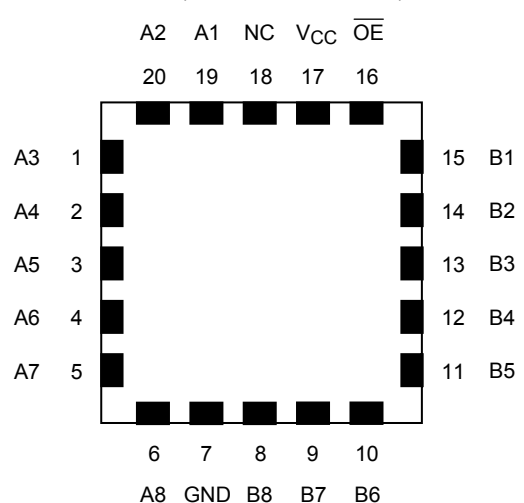 A2 A1 NC VCC O̅E̅
20 19 18 17 16
A3 1 15 B1
A4 2 14 B2
A5 3 13 B3
A6 4 12 B4
A7 5 11 B5
6 7 8 9 10
A8 GND B8 B7 B6